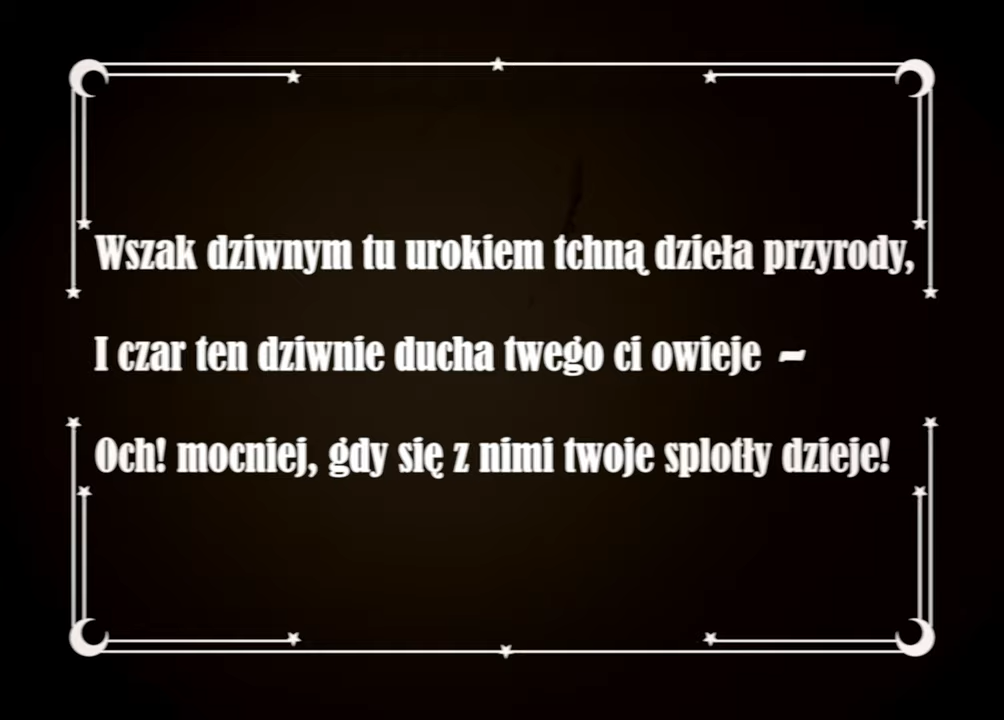 Wszak dziwnym tu urokiem tchną dzieła przyrody,
I czar ten dziwnie ducha twego ci owieje –
Och! mocniej, gdy się z nimi twoje splotły dzieje!